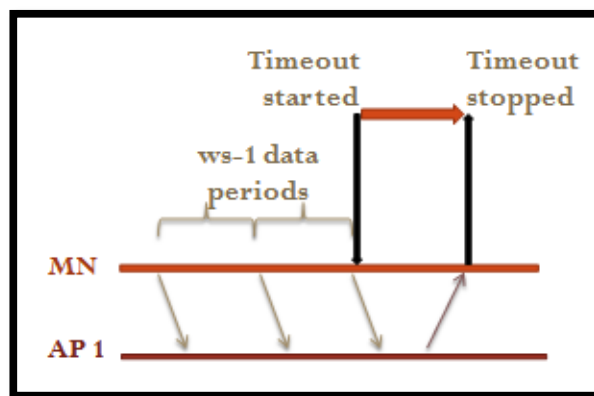 Timeout
started
Timeout
stopped
ws-1 data
periods
MN
AP 1